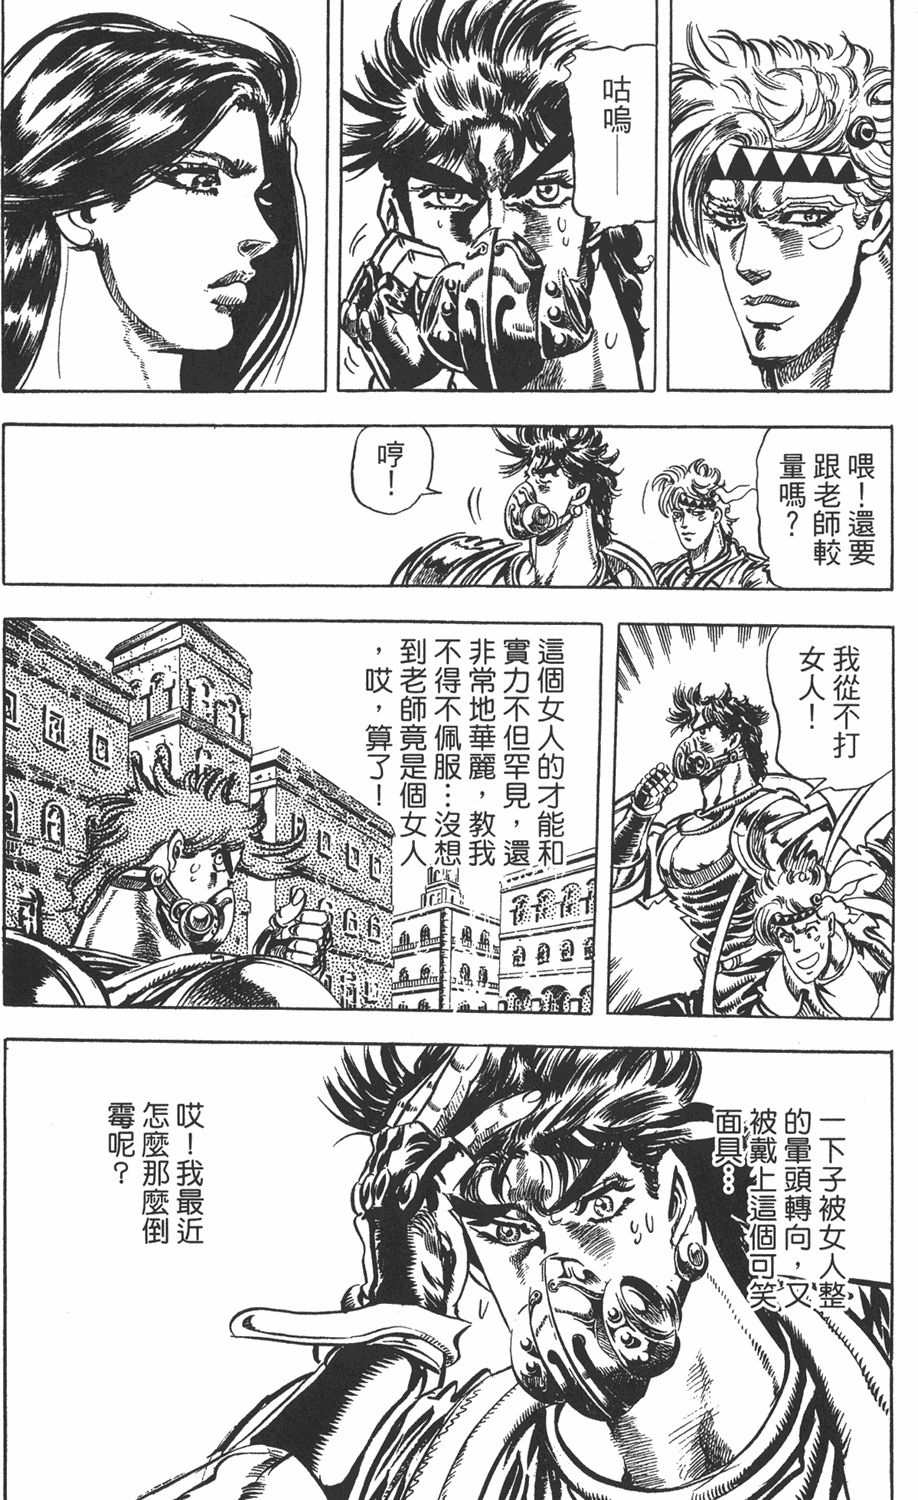 咕嗚——
喂！還要
跟老師較
量嗎？
哼！
我從不打
女人！
這個女人的才能和
實力不但罕見，還
非常地華麗，教我
不得不佩服…沒想
到老師竟是個女人
，哎，算了！
一下子被女人整
的暈頭轉向，又
被戴上這個可笑
面具…
哎！我最近
怎麼那麼倒
霉呢？